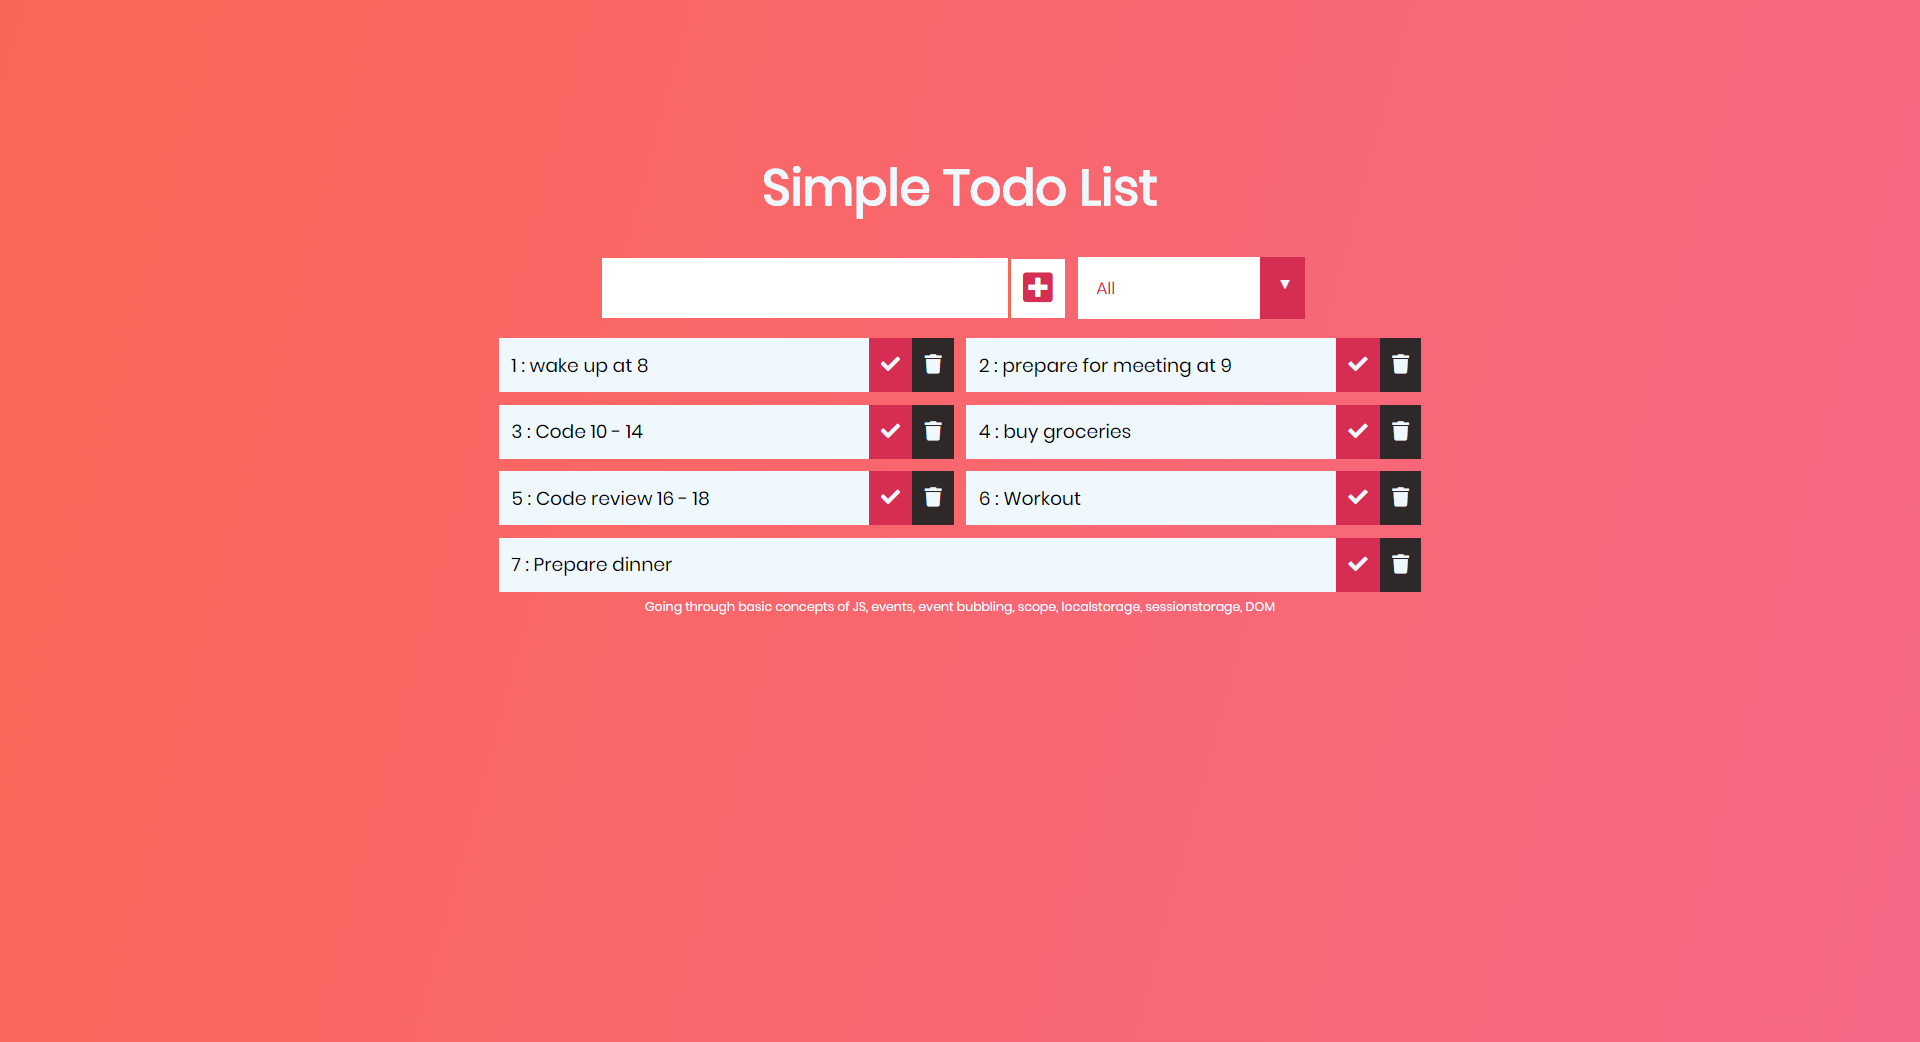 Simple Todo List
All
1 : wake up at 8
2 : prepare for meeting at 9
3 : Code 10 - 14
4 : buy groceries
5 : Code review 16 - 18
6 : Workout
7 : Prepare dinner
Going through basic concepts of JS, events, event bubbling, scope, localstorage, sessionstorage, DOM